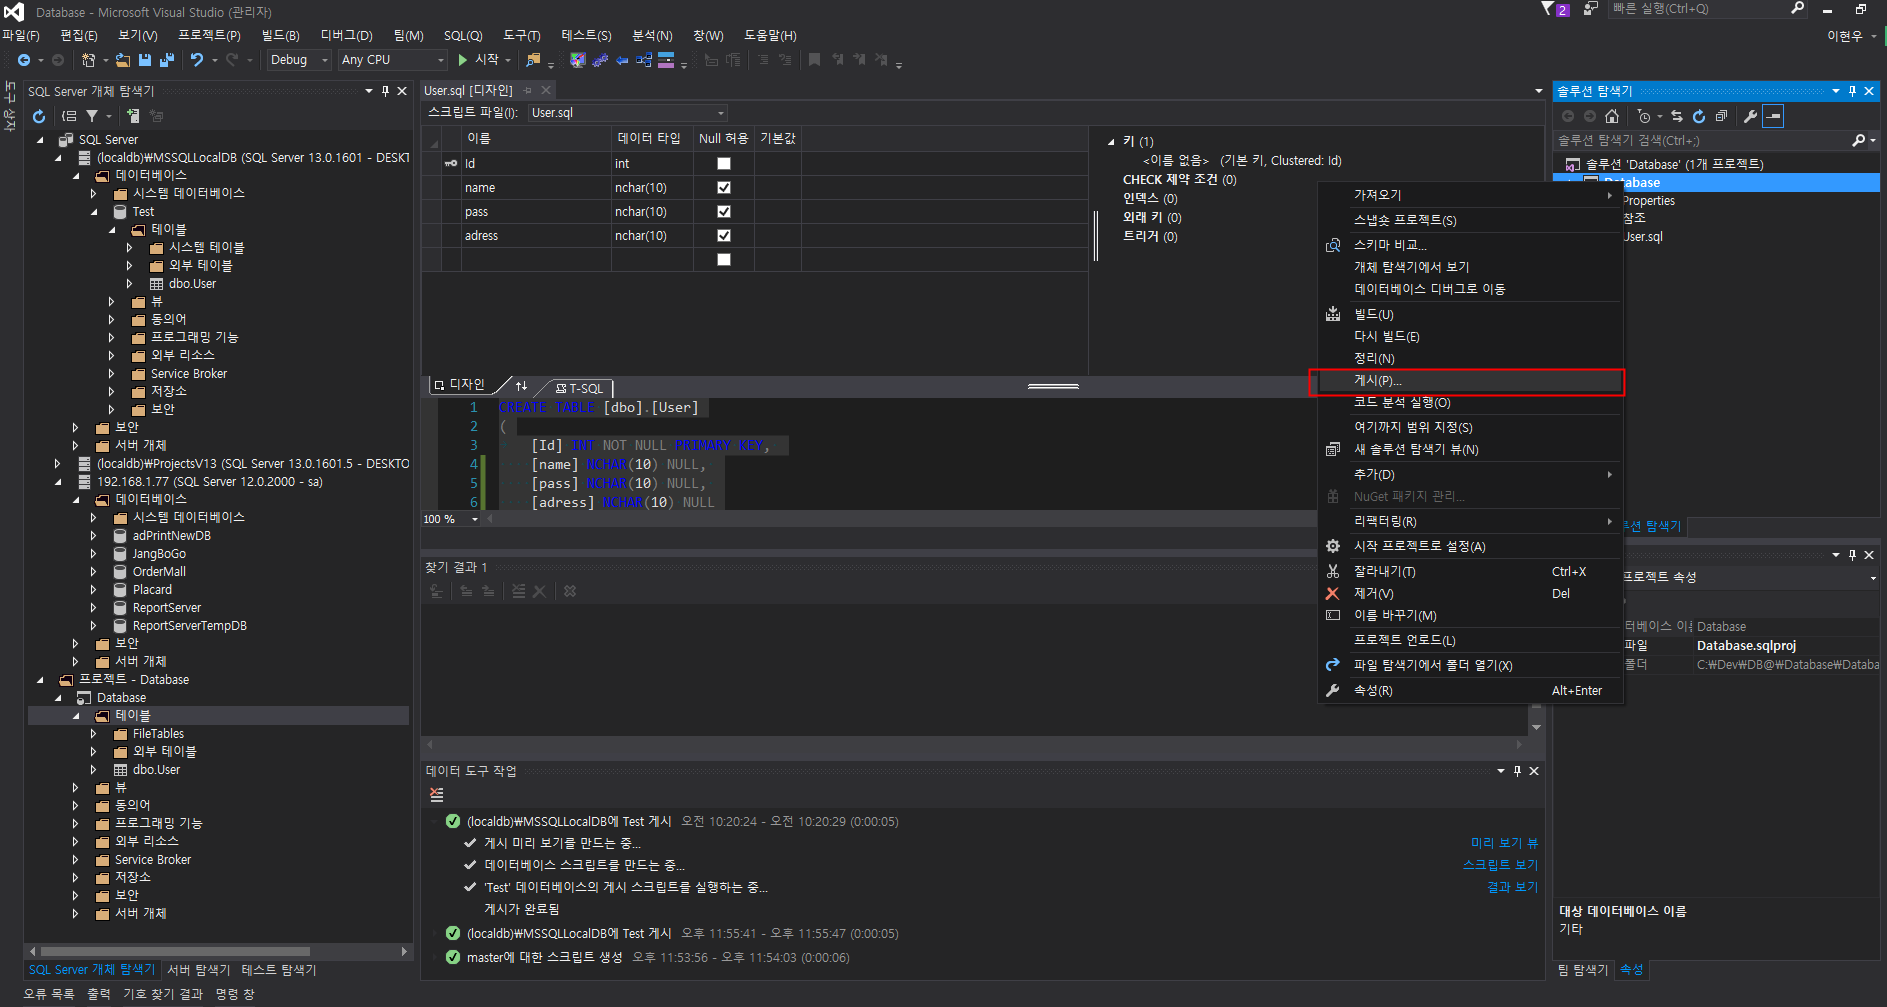 Database - Microsoft Visual Studio (관리자)
2
빠른 실행(Ctrl+Q)
파일(F) 편집(E) 보기(V) 프로젝트(P) 빌드(B) 디버그(D) 팀(M) SQL(Q) 도구(T) 테스트(S) 분석(N) 창(W) 도움말(H)
이현우
Debug Any CPU 시작
도구 상자
SQL Server 개체 탐색기
SQL Server
(localdb)₩MSSQLLocalDB (SQL Server 13.0.1601 - DESKT
데이터베이스
시스템 데이터베이스
Test
테이블
시스템 테이블
외부 테이블
dbo.User
뷰
동의어
프로그래밍 기능
외부 리소스
Service Broker
저장소
보안
보안
서버 개체
(localdb)₩ProjectsV13 (SQL Server 13.0.1601.5 - DESKTO
192.168.1.77 (SQL Server 12.0.2000 - sa)
데이터베이스
시스템 데이터베이스
adPrintNewDB
JangBoGo
OrderMall
Placard
ReportServer
ReportServerTempDB
보안
서버 개체
프로젝트 - Database
Database
테이블
FileTables
외부 테이블
dbo.User
뷰
동의어
프로그래밍 기능
외부 리소스
Service Broker
저장소
보안
서버 개체
SQL Server 개체 탐색기 서버 탐색기 테스트 탐색기
오류 목록 출력 기호 찾기 결과 명령 창
User.sql [디자인]
스크립트 파일(I): User.sql
이름 데이터 타입 Null 허용 기본값
Id int
name nchar(10)
pass nchar(10)
adress nchar(10)
키 (1)
<이름 없음> (기본 키, Clustered: Id)
CHECK 제약 조건 (0)
인덱스 (0)
외래 키 (0)
트리거 (0)
디자인 T-SQL
1 CREATE TABLE [dbo].[User]
2 (
3 [Id] INT NOT NULL PRIMARY KEY,
4 [name] NCHAR(10) NULL,
5 [pass] NCHAR(10) NULL,
6 [adress] NCHAR(10) NULL
100 %
찾기 결과 1
데이터 도구 작업
(localdb)₩MSSQLLocalDB에 Test 게시 오전 10:20:24 - 오전 10:20:29 (0:00:05)
게시 미리 보기를 만드는 중... 미리 보기 뷰
데이터베이스 스크립트를 만드는 중... 스크립트 보기
'Test' 데이터베이스의 게시 스크립트를 실행하는 중... 결과 보기
게시가 완료됨
(localdb)₩MSSQLLocalDB에 Test 게시 오후 11:55:41 - 오후 11:55:47 (0:00:05)
master에 대한 스크립트 생성 오후 11:53:56 - 오후 11:54:03 (0:00:06)
가져오기
스냅숏 프로젝트(S)
스키마 비교...
개체 탐색기에서 보기
데이터베이스 디버그로 이동
빌드(U)
다시 빌드(E)
정리(N)
게시(P)...
코드 분석 실행(O)
여기까지 범위 지정(S)
새 솔루션 탐색기 뷰(N)
추가(D)
NuGet 패키지 관리...
리팩터링(R)
시작 프로젝트로 설정(A)
잘라내기(T) Ctrl+X
제거(V) Del
이름 바꾸기(M)
프로젝트 언로드(L)
파일 탐색기에서 폴더 열기(X)
속성(R) Alt+Enter
솔루션 탐색기
솔루션 탐색기 검색(Ctrl+;)
솔루션 'Database' (1개 프로젝트)
Database
Properties
참조
User.sql
루션 탐색기
프로젝트 속성
터베이스 이름 Database
파일 Database.sqlproj
폴더 C:₩Dev₩DB@₩Database₩Databa
대상 데이터베이스 이름
기타
팀 탐색기 속성